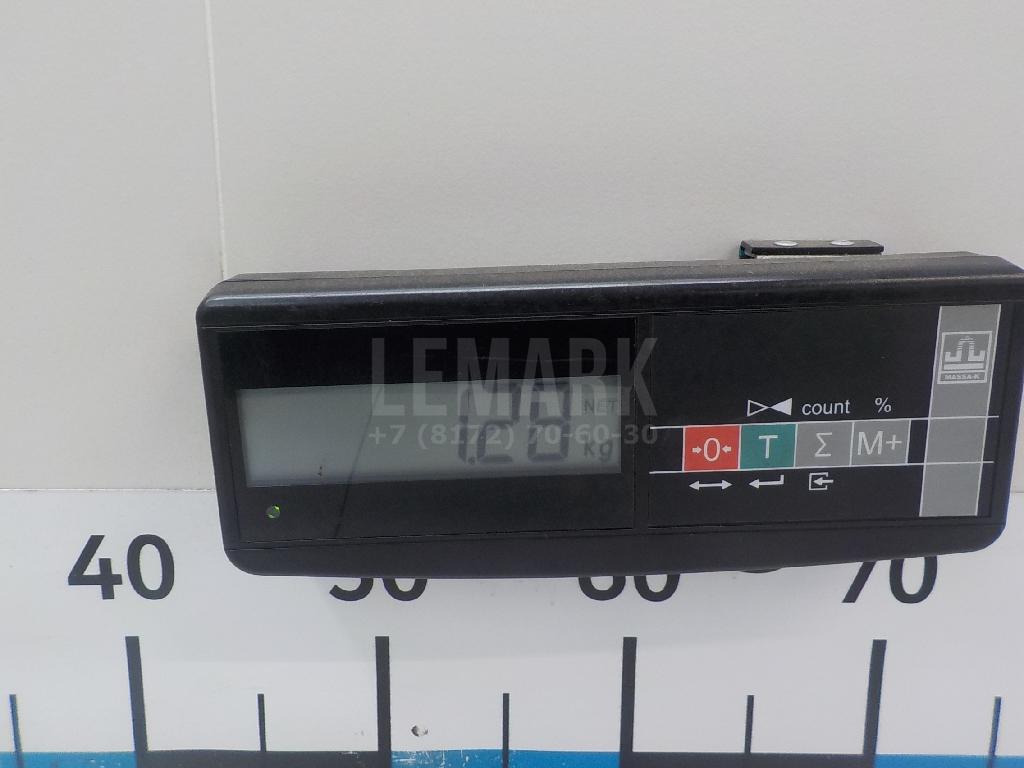 LEMARK
+7 (8172) 70-60-30
1.28
NET
kg
count %
→0← T Σ M+
MASSA-K
40 50 60 70